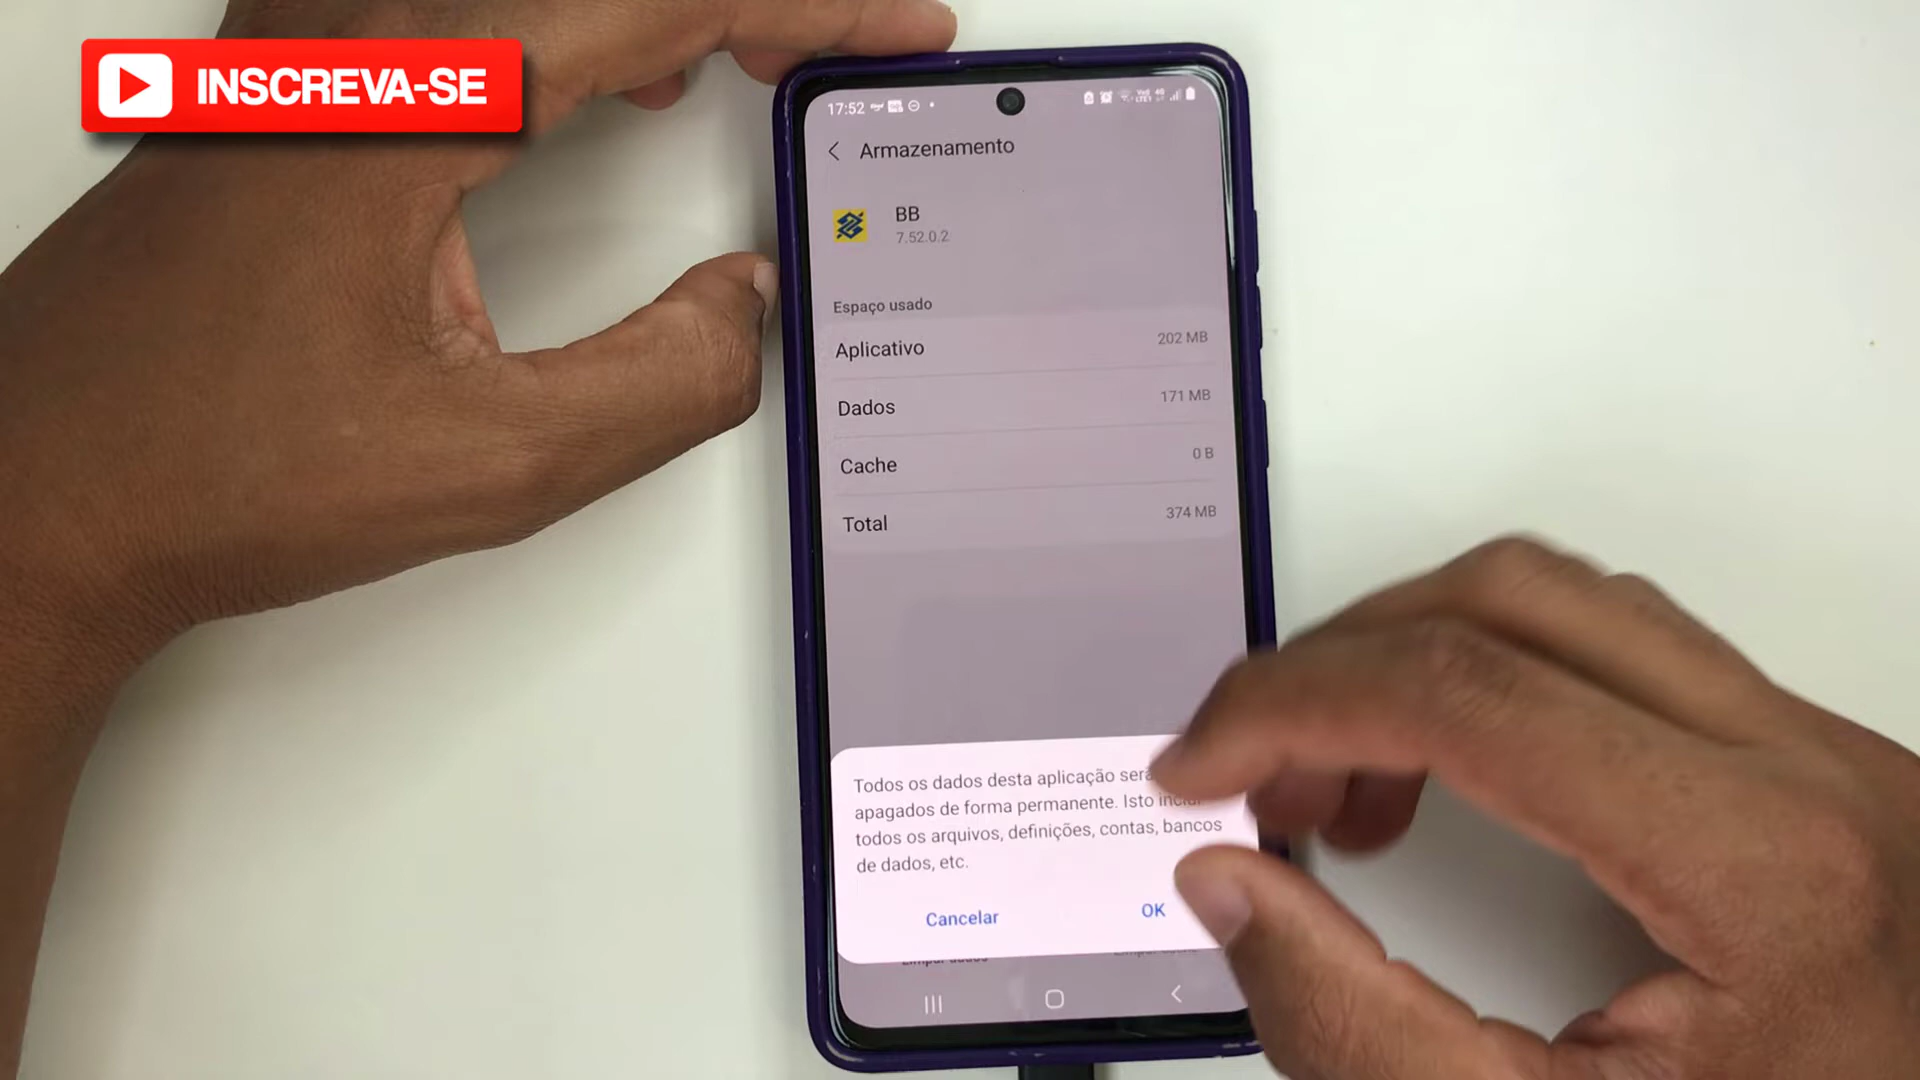 INSCREVA-SE
17:52
Armazenamento
BB
7.52.0.2
Espaço usado
Aplicativo 202 MB
Dados 171 MB
Cache 0 B
Total 374 MB
Todos os dados desta aplicação
apagados de forma permanente. Isto
todos os arquivos, definições, contas, bancos
de dados, etc.
Cancelar OK